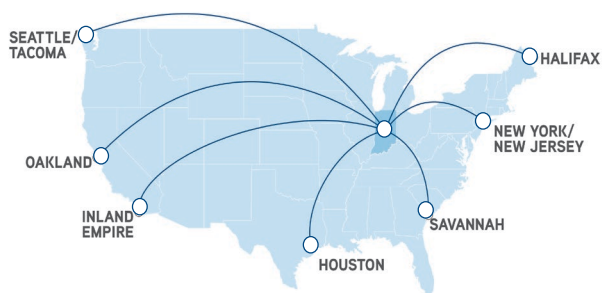 SEATTLE/
TACOMA
HALIFAX
NEW YORK/
NEW JERSEY
OAKLAND
INLAND
EMPIRE
SAVANNAH
HOUSTON